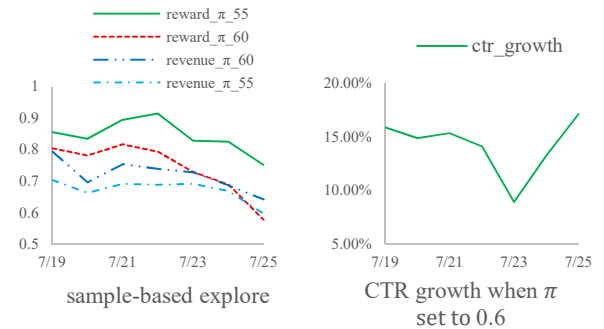 reward_π_55
reward_π_60
revenue_π_60
revenue_π_55
1
0.9
0.8
0.7
0.6
0.5
7/19 7/21 7/23 7/25
sample-based explore
ctr_growth
20.00%
15.00%
10.00%
5.00%
7/19 7/21 7/23 7/25
CTR growth when π
set to 0.6